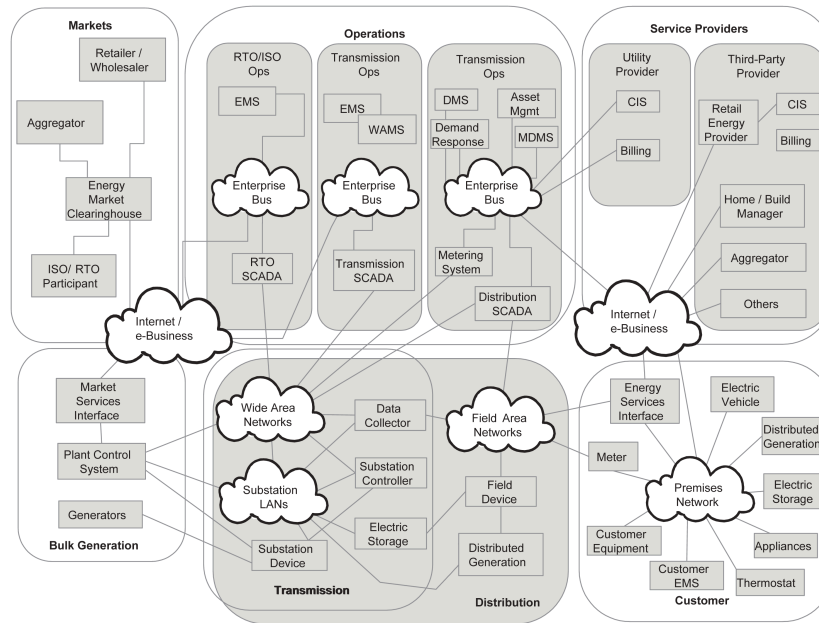 Markets
Retailer /
Wholesaler
Aggregator
Energy
Market
Clearinghouse
ISO/ RTO
Participant
Internet /
e-Business
Operations
RTO/ISO
Ops
EMS
Enterprise
Bus
RTO
SCADA
Transmission
Ops
EMS
WAMS
Enterprise
Bus
Transmission
SCADA
Transmission
Ops
DMS
Asset
Mgmt
Demand
Response
MDMS
Enterprise
Bus
Metering
System
Distribution
SCADA
Service Providers
Utility
Provider
CIS
Billing
Third-Party
Provider
Retail
Energy
Provider
CIS
Billing
Home / Build
Manager
Aggregator
Others
Internet /
e-Business
Market
Services
Interface
Plant Control
System
Generators
Bulk Generation
Wide Area
Networks
Substation
LANs
Substation
Device
Data
Collector
Substation
Controller
Electric
Storage
Transmission
Field Area
Networks
Field
Device
Distributed
Generation
Distribution
Energy
Services
Interface
Electric
Vehicle
Distributed
Generation
Meter
Premises
Network
Electric
Storage
Customer
Equipment
Appliances
Customer
EMS
Thermostat
Customer